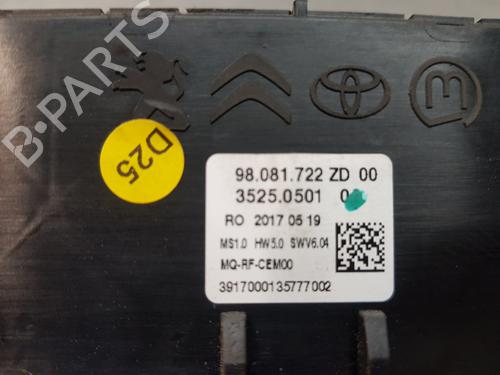 B-PARTS
D25
98.081.722 ZD 00
3525.0501
RO 2017 05 19
MS1.0 HW5.0 SWV6.04
MQ-RF-CEM00
3917000135777002